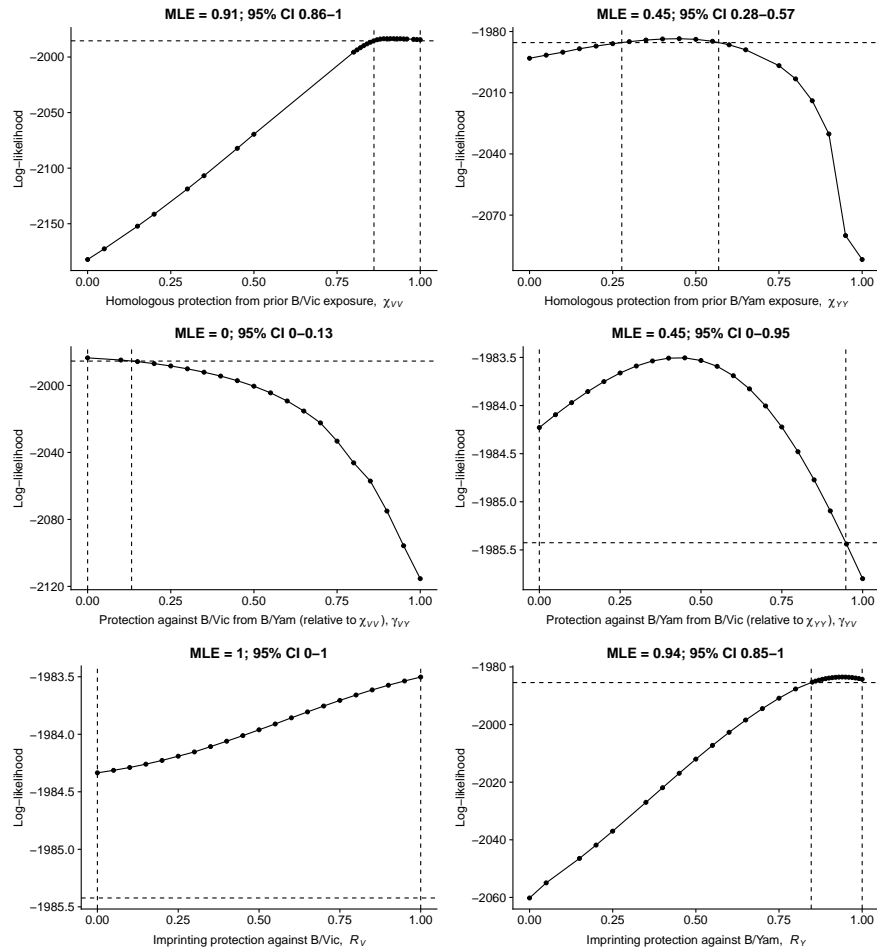 MLE = 0.91; 95% CI 0.86–1
Log–likelihood
−2000
−2050
−2100
−2150
0.00 0.25 0.50 0.75 1.00
Homologous protection from prior B/Vic exposure, χVV
MLE = 0.45; 95% CI 0.28–0.57
Log–likelihood
−1980
−2010
−2040
−2070
0.00 0.25 0.50 0.75 1.00
Homologous protection from prior B/Yam exposure, χYY
MLE = 0; 95% CI 0–0.13
Log–likelihood
−2000
−2040
−2080
−2120
0.00 0.25 0.50 0.75 1.00
Protection against B/Vic from B/Yam (relative to χVV), γVY
MLE = 0.45; 95% CI 0–0.95
Log–likelihood
−1983.5
−1984.0
−1984.5
−1985.0
−1985.5
0.00 0.25 0.50 0.75 1.00
Protection against B/Yam from B/Vic (relative to χYY), γYV
MLE = 1; 95% CI 0–1
Log–likelihood
−1983.5
−1984.0
−1984.5
−1985.0
−1985.5
0.00 0.25 0.50 0.75 1.00
Imprinting protection against B/Vic, RV
MLE = 0.94; 95% CI 0.85–1
Log–likelihood
−1980
−2000
−2020
−2040
−2060
0.00 0.25 0.50 0.75 1.00
Imprinting protection against B/Yam, RY